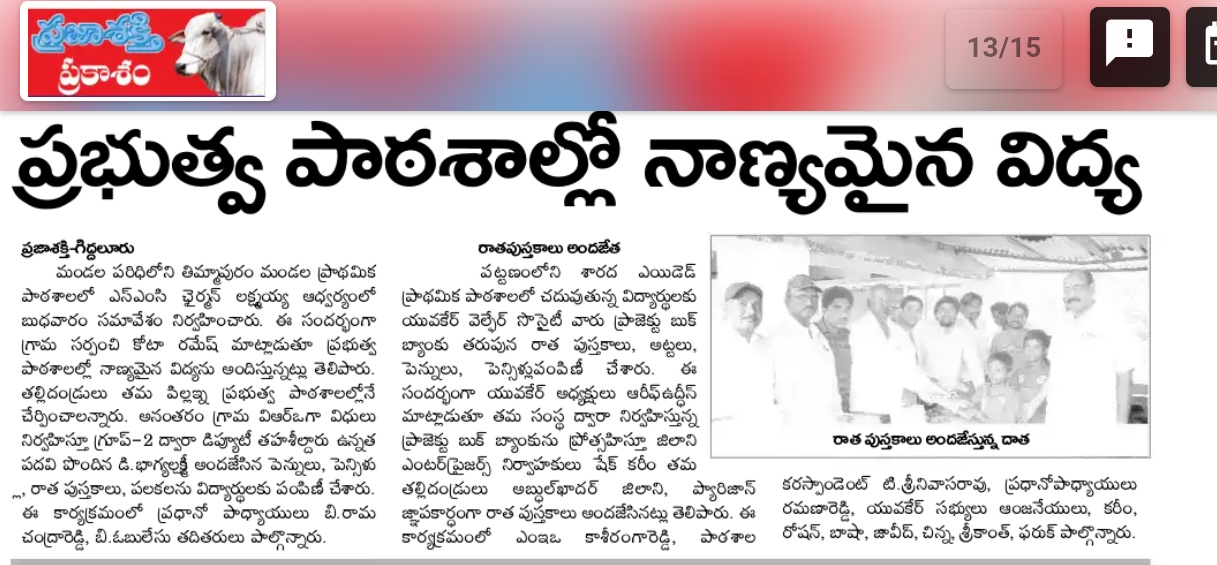 ప్రజాశక్తి
ప్రకాశం
13/15
ప్రభుత్వ పాఠశాల్లో నాణ్యమైన విద్య
ప్రజాశక్తి-గిద్దలూరు
మండల పరిధిలోని తిమ్మాపురం మండల ప్రాథమిక
పాఠశాలలో ఎస్ఎంసి ఛైర్మన్ లక్ష్మయ్య ఆధ్వర్యంలో
బుధవారం సమావేశం నిర్వహించారు. ఈ సందర్భంగా
గ్రామ సర్పంచి కోటా రమేష్ మాట్లాడుతూ ప్రభుత్వ
పాఠశాలల్లో నాణ్యమైన విద్యను అందిస్తున్నట్లు తెలిపారు.
తల్లిదండ్రులు తమ పిల్లఇ్న ప్రభుత్వ పాఠశాలల్లోనే
చేర్పించాలన్నారు. అనంతరం గ్రామ విఆర్ఒగా విధులు
నిర్వహిస్తూ గ్రూప్-2 ద్వారా డిప్యూటీ తహశీల్దారు ఉన్నత
పదవి పొందిన డి.భాగ్యలక్ష్మీ అందజేసిన పెన్నులు, పెన్సిళు
్ల, రాత పుస్తకాలు, పలకలను విద్యార్థులకు పంపిణీ చేశారు.
ఈ కార్యక్రమంలో ప్రధానో పాధ్యాయులు బి.రామ
చంద్రారెడ్డి, బి.ఓబులేసు తదితరులు పాల్గొన్నారు.
రాతపుస్తకాలు అందజేత
పట్టణంలోని శారద ఎయిడెడ్
ప్రాథమిక పాఠశాలలో చదువుతున్న విద్యార్థులకు
యువకేర్ వెల్ఫేర్ సొసైటీ వారు ప్రాజెక్టు బుక్
బ్యాంకు తరుపున రాత పుస్తకాలు, అట్టలు,
పెన్నులు, పెన్సిళ్లుపంపిణీ చేశారు. ఈ
సందర్భంగా యువకేర్ అధ్యక్షులు ఆరీఫ్ఉద్దీస్
మాట్లాడుతూ తమ సంస్థ ద్వారా నిర్వహిస్తున్న
ప్రాజెక్టు బుక్ బ్యాంకును ప్రోత్సహిస్తూ జిలాని
ఎంటర్ప్రైజర్స్ నిర్వాహకులు షేక్ కరీం తమ
తల్లిదండ్రులు అబ్దుల్ఖాదర్ జిలాని, ప్యారిజాన్
జ్ఞాపకార్థంగా రాత పుస్తకాలు అందజేసినట్లు తెలిపారు. ఈ
కార్యక్రమంలో ఎంఇఒ కాశీరంగారెడ్డి, పాఠశాల
రాత పుస్తకాలు అందజేస్తున్న దాత
కరస్పాండెంట్ టి.శ్రీనివాసరావు, ప్రధానోపాధ్యాయులు
రమణారెడ్డి, యువకేర్ సభ్యులు ఆంజనేయులు, కరీం,
రోషన్, బాషా, జావీద్, చిన్న, శ్రీకాంత్, ఫరుక్ పాల్గొన్నారు.